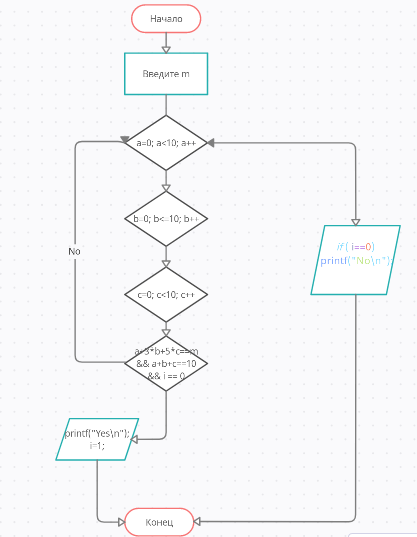 Начало
Введите m
a=0; a<10; a++
b=0; b<=10; b++
if ( i==0)
printf("No\n");
No
c=0; c<10; c++
a+3*b+5*c==m
&& a+b+c==10
&& i == 0
printf("Yes\n");
i=1;
Конец